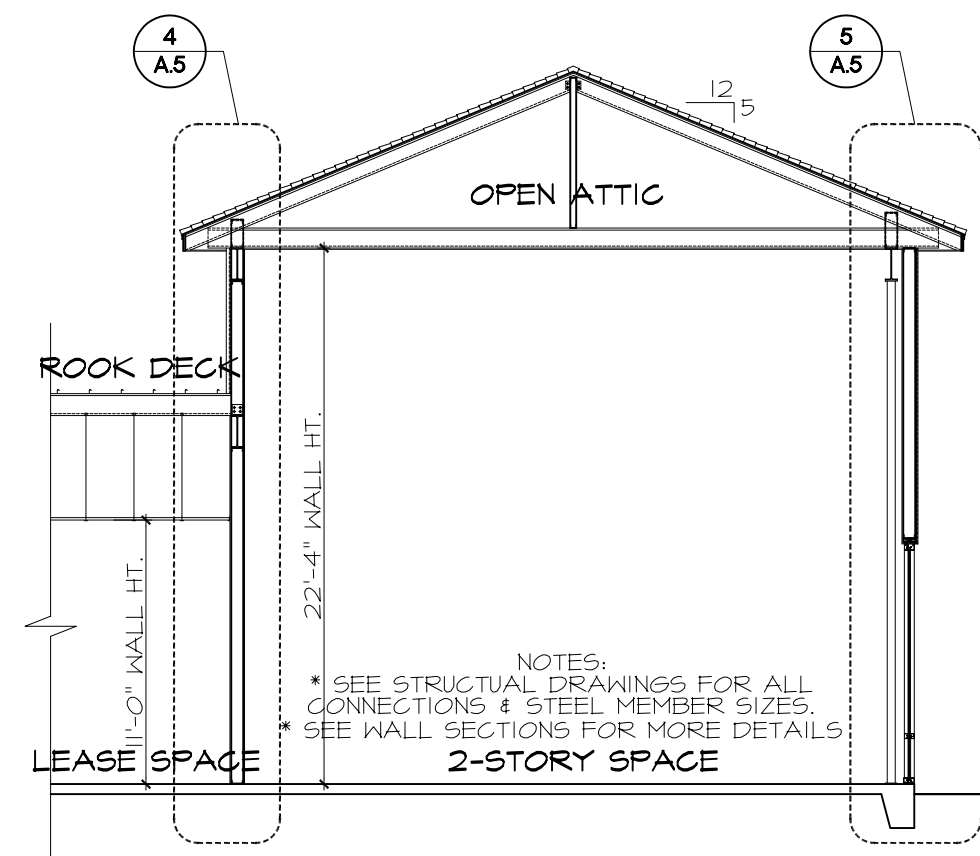 4
A.5
5
A.5
12
5
OPEN ATTIC
ROOK DECK
22'-4" WALL HT.
11'-0" WALL HT.
NOTES:
* SEE STRUCTUAL DRAWINGS FOR ALL
CONNECTIONS & STEEL MEMBER SIZES.
* SEE WALL SECTIONS FOR MORE DETAILS
LEASE SPACE
2-STORY SPACE